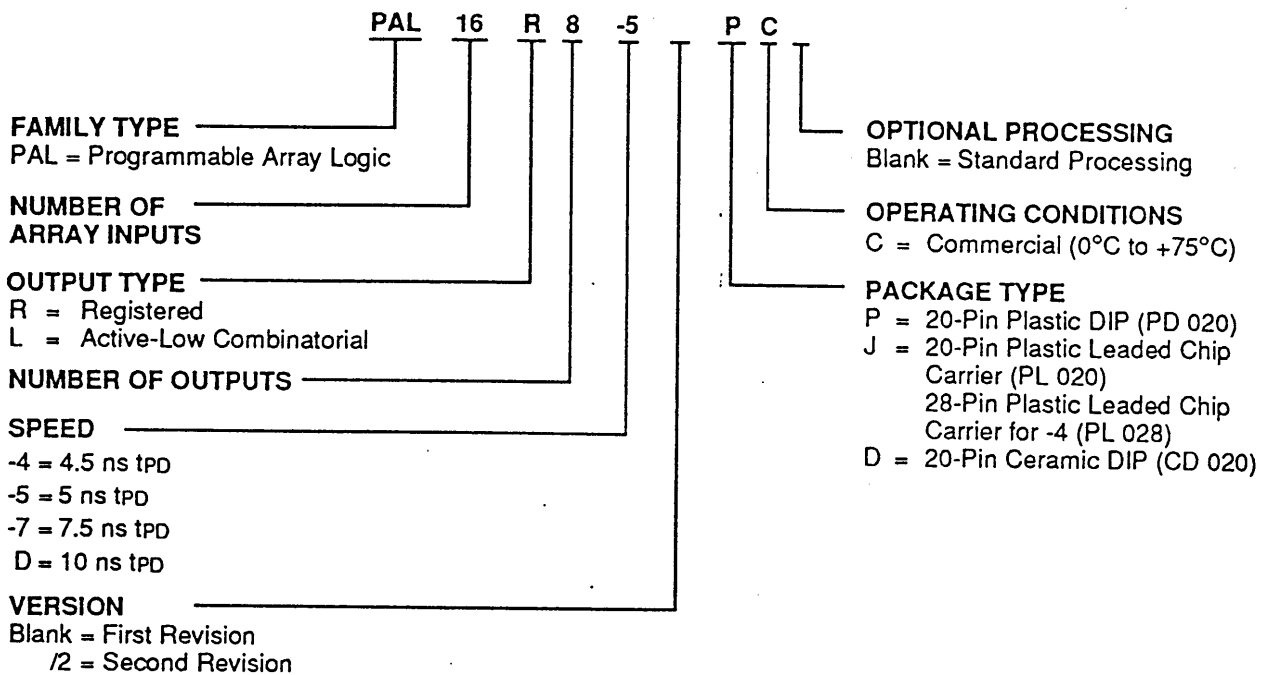 PAL 16 R 8 -5 P C
FAMILY TYPE
PAL = Programmable Array Logic
NUMBER OF
ARRAY INPUTS
OUTPUT TYPE
R = Registered
L = Active-Low Combinatorial
NUMBER OF OUTPUTS
SPEED
-4 = 4.5 ns tPD
-5 = 5 ns tPD
-7 = 7.5 ns tPD
D = 10 ns tPD
VERSION
Blank = First Revision
/2 = Second Revision
OPTIONAL PROCESSING
Blank = Standard Processing
OPERATING CONDITIONS
C = Commercial (0°C to +75°C)
PACKAGE TYPE
P = 20-Pin Plastic DIP (PD 020)
J = 20-Pin Plastic Leaded Chip
Carrier (PL 020)
28-Pin Plastic Leaded Chip
Carrier for -4 (PL 028)
D = 20-Pin Ceramic DIP (CD 020)